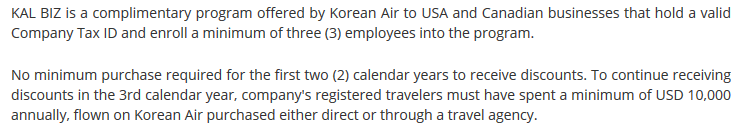 KAL BIZ is a complimentary program offered by Korean Air to USA and Canadian businesses that hold a valid
Company Tax ID and enroll a minimum of three (3) employees into the program.
No minimum purchase required for the first two (2) calendar years to receive discounts. To continue receiving
discounts in the 3rd calendar year, company's registered travelers must have spent a minimum of USD 10,000
annually, flown on Korean Air purchased either direct or through a travel agency.